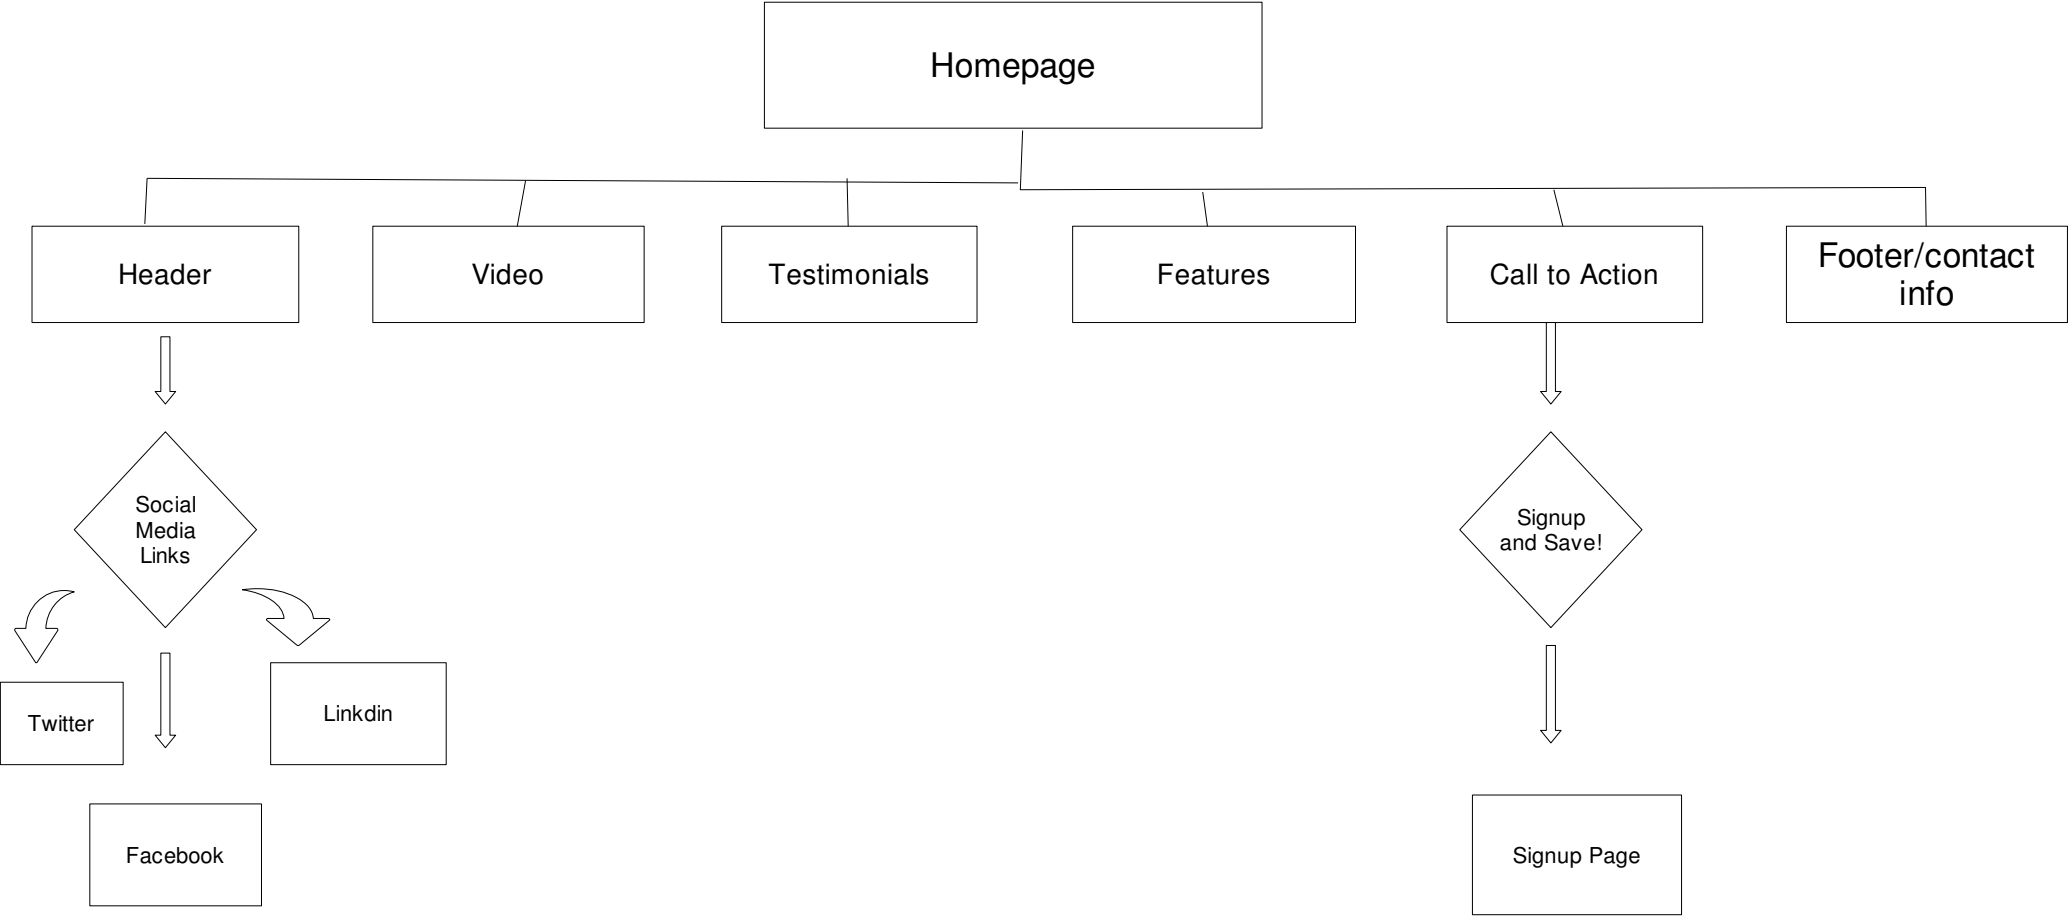 Homepage
Header
Video
Testimonials
Features
Call to Action
Footer/contact
info
Social
Media
Links
Signup
and Save!
Twitter
Linkdin
Facebook
Signup Page